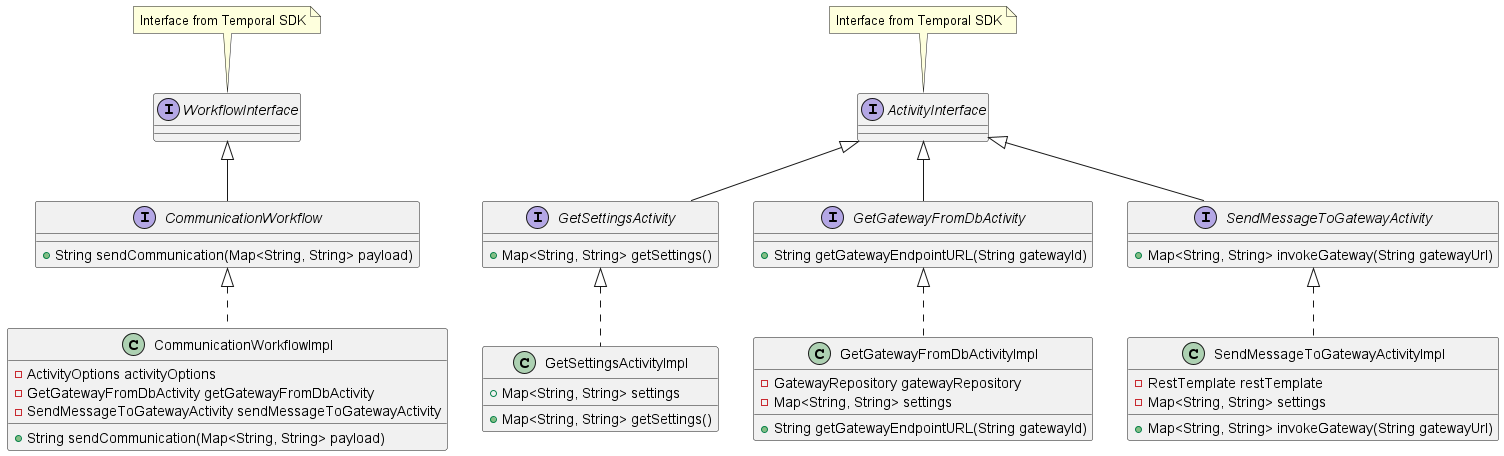 Interface from Temporal SDK
Interface from Temporal SDK
I WorkflowInterface
I ActivityInterface
I CommunicationWorkflow
String sendCommunication(Map<String, String> payload)
I GetSettingsActivity
Map<String, String> getSettings()
I GetGatewayFromDbActivity
String getGatewayEndpointURL(String gatewayId)
I SendMessageToGatewayActivity
Map<String, String> invokeGateway(String gatewayUrl)
C CommunicationWorkflowImpl
ActivityOptions activityOptions
GetGatewayFromDbActivity getGatewayFromDbActivity
SendMessageToGatewayActivity sendMessageToGatewayActivity
String sendCommunication(Map<String, String> payload)
C GetSettingsActivityImpl
Map<String, String> settings
Map<String, String> getSettings()
C GetGatewayFromDbActivityImpl
GatewayRepository gatewayRepository
Map<String, String> settings
String getGatewayEndpointURL(String gatewayId)
C SendMessageToGatewayActivityImpl
RestTemplate restTemplate
Map<String, String> settings
Map<String, String> invokeGateway(String gatewayUrl)